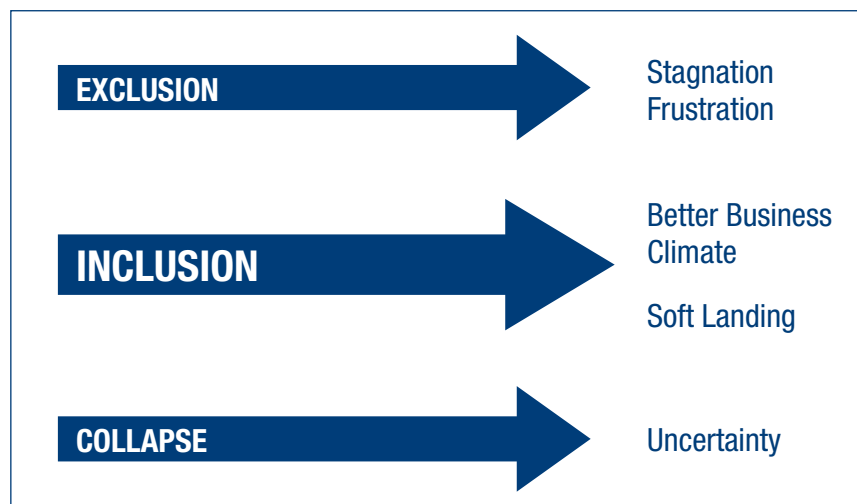 EXCLUSION
Stagnation
Frustration
INCLUSION
Better Business
Climate
Soft Landing
COLLAPSE
Uncertainty